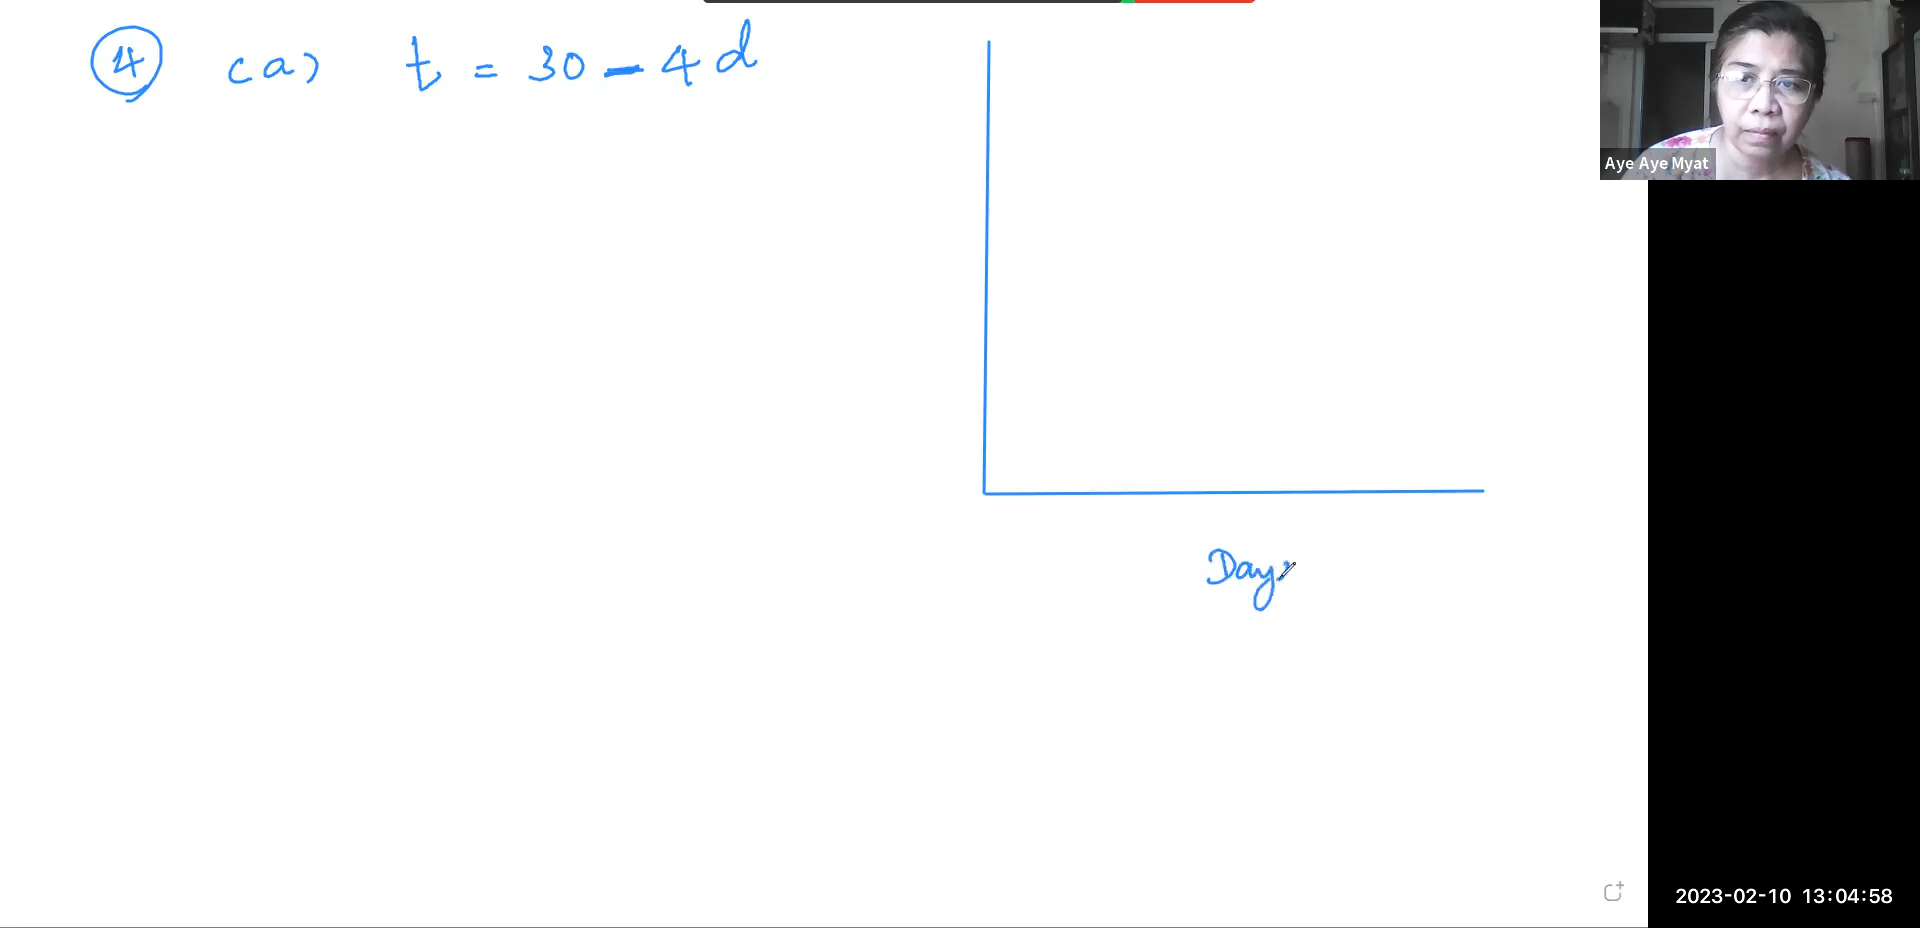 ④ (a) t = 30 - 4d
Days
Aye Aye Myat
2023-02-10 13:04:58